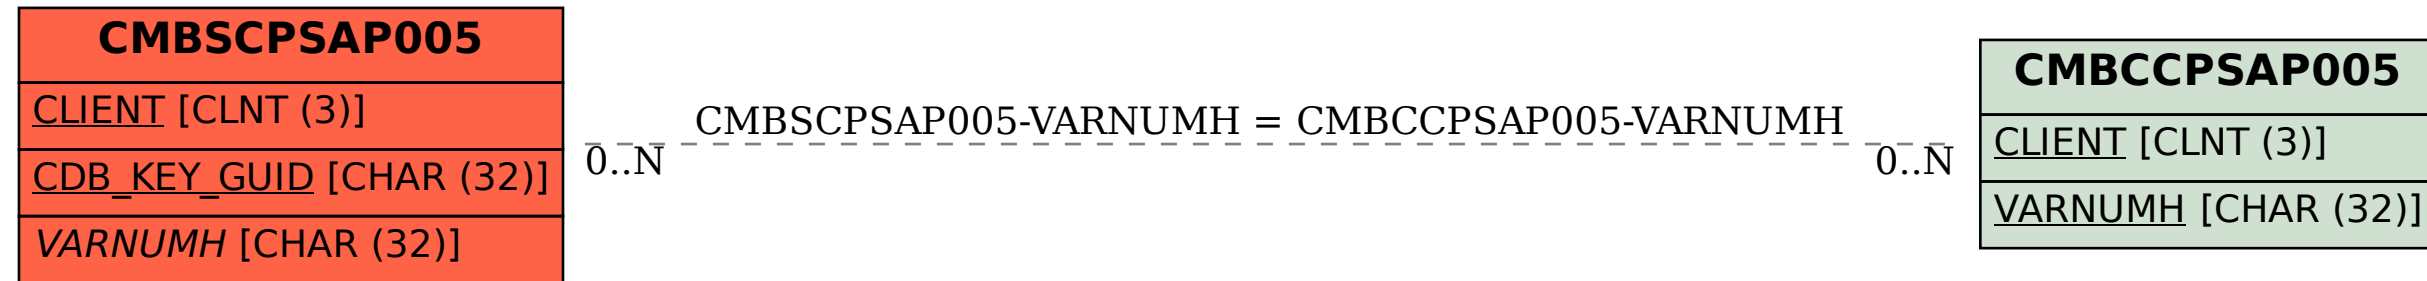 CMBSCPSAP005
CLIENT [CLNT (3)]
CDB_KEY_GUID [CHAR (32)]
VARNUMH [CHAR (32)]
CMBSCPSAP005-VARNUMH = CMBCCPSAP005-VARNUMH
0..N
0..N
CMBCCPSAP005
CLIENT [CLNT (3)]
VARNUMH [CHAR (32)]